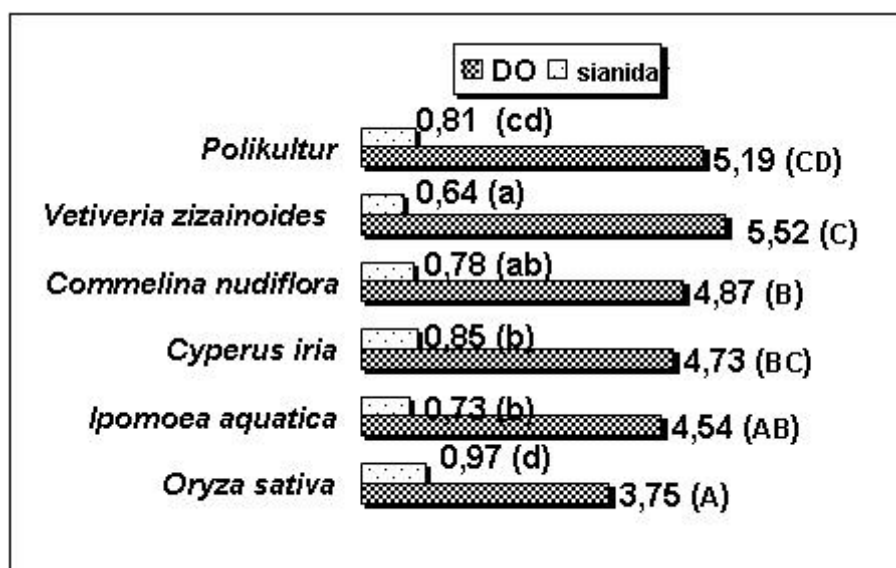 DO sianida
0,81 (cd)
Polikultur
5,19 (CD)
0,64 (a)
Vetiveria zizainoides
5,52 (C)
0,78 (ab)
Commelina nudiflora
4,87 (B)
0,85 (b)
Cyperus iria
4,73 (BC)
0,73 (b)
Ipomoea aquatica
4,54 (AB)
0,97 (d)
Oryza sativa
3,75 (A)